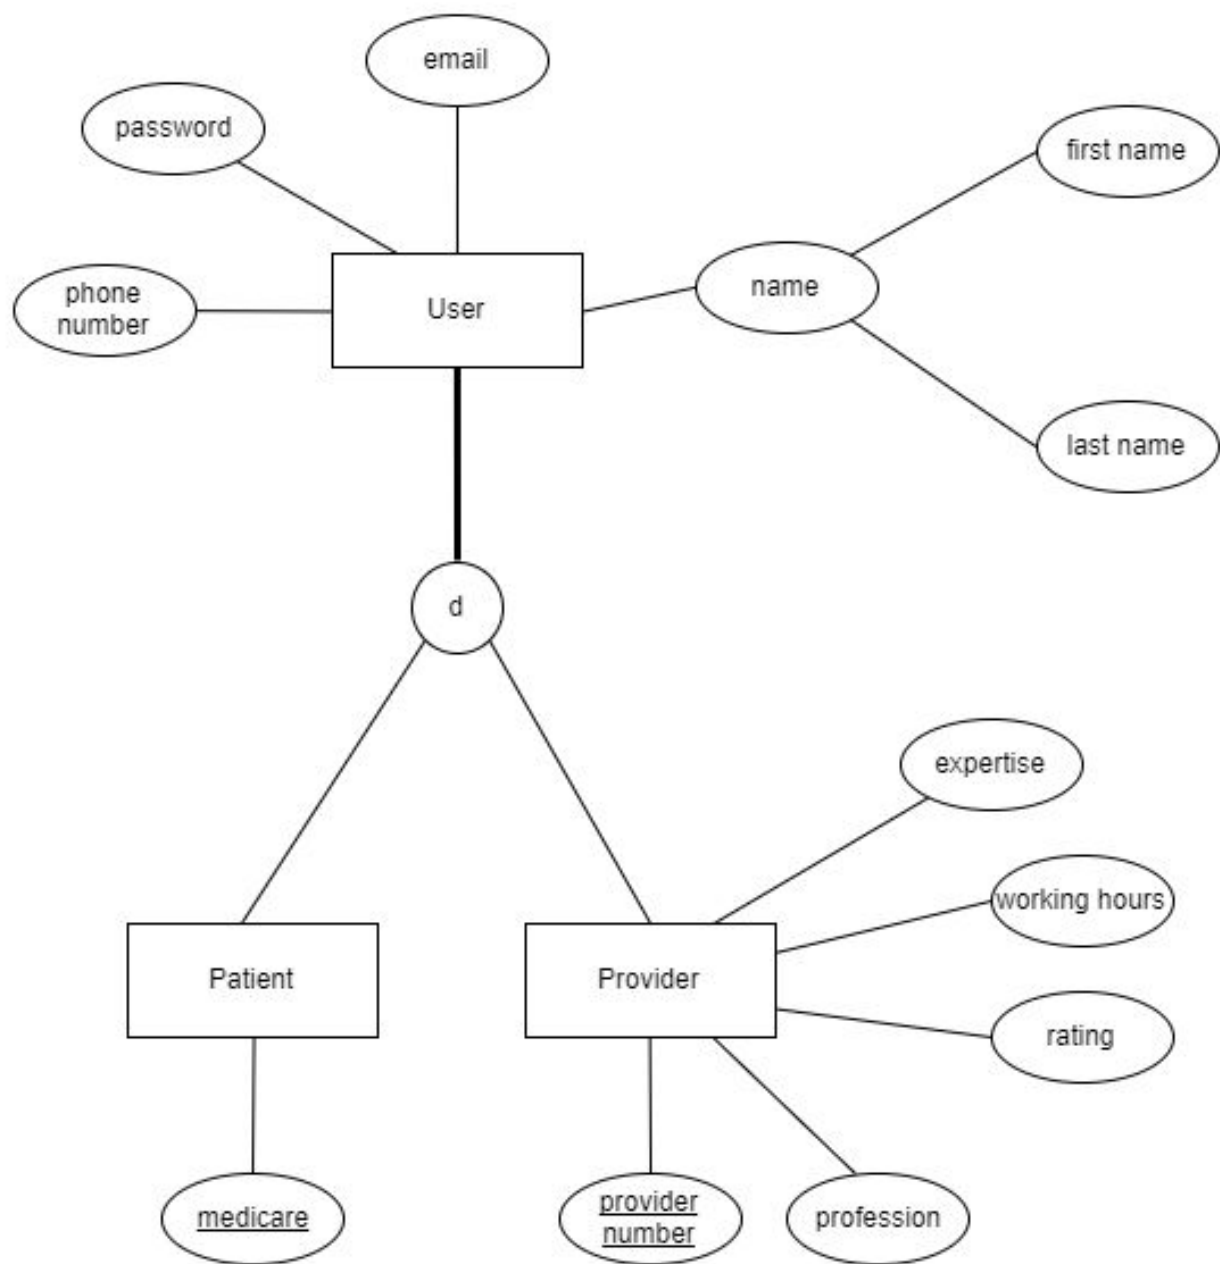 email
password
first name
phone
number
User
name
last name
d
expertise
working hours
Patient
Provider
rating
medicare
provider
number
profession